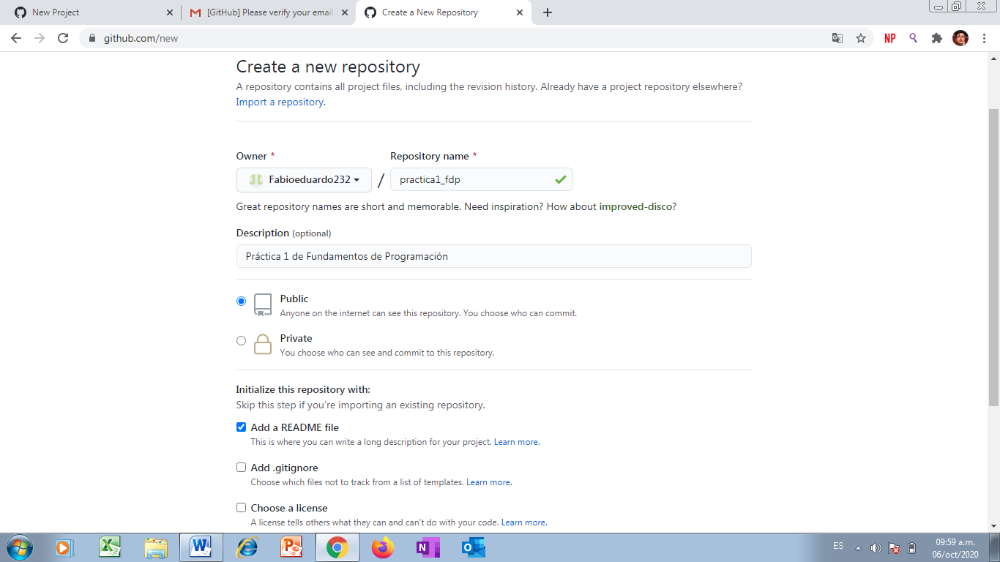 New Project
[GitHub] Please verify your email
Create a New Repository
github.com/new
NP
Create a new repository
A repository contains all project files, including the revision history. Already have a project repository elsewhere?
Import a repository.
Owner *
Repository name *
Fabioeduardo232 / practica1_fdp
Great repository names are short and memorable. Need inspiration? How about improved-disco?
Description (optional)
Práctica 1 de Fundamentos de Programación
Public
Anyone on the internet can see this repository. You choose who can commit.
Private
You choose who can see and commit to this repository.
Initialize this repository with:
Skip this step if you're importing an existing repository.
Add a README file
This is where you can write a long description for your project. Learn more.
Add .gitignore
Choose which files not to track from a list of templates. Learn more.
Choose a license
A license tells others what they can and can't do with your code. Learn more.
ES
09:59 a.m.
06/oct/2020